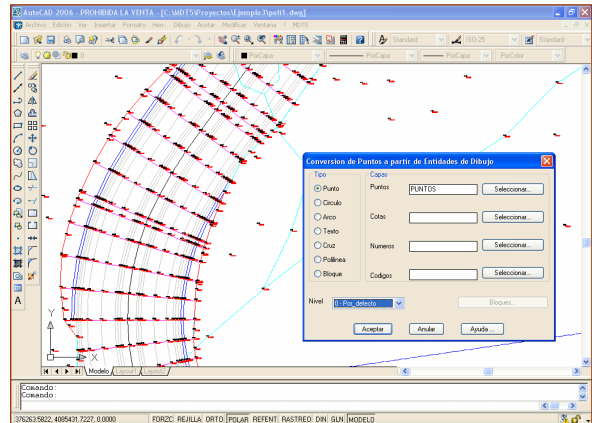 AutoCAD 2006 - PROHIBIDA LA VENTA - [C:\MDT5\Proyectos\Ejemplo3\poli1.dwg]
Archivo Edición Ver Insertar Formato Herr. Dibujo Acotar Modificar Ventana ? MDT5
Standard ISO-25 Standard
0 PorCapa PorCapa PorCapa PorColor
Conversion de Puntos a partir de Entidades de Dibujo
Tipo
Punto
Circulo
Arco
Texto
Cruz
Polilinea
Bloque
Capas
Puntos PUNTOS Seleccionar...
Cotas Seleccionar...
Numeros Seleccionar...
Codigos Seleccionar...
Nivel 0 - Por_defecto Bloques...
Aceptar Anular Ayuda ...
A
Y
X
Modelo Layout1 Layout2
Comando:
Comando:
376263.5822, 4085431.7227, 0.0000 FORZC REJILLA ORTO POLAR REFENT RASTREO DIN GLN MODELO